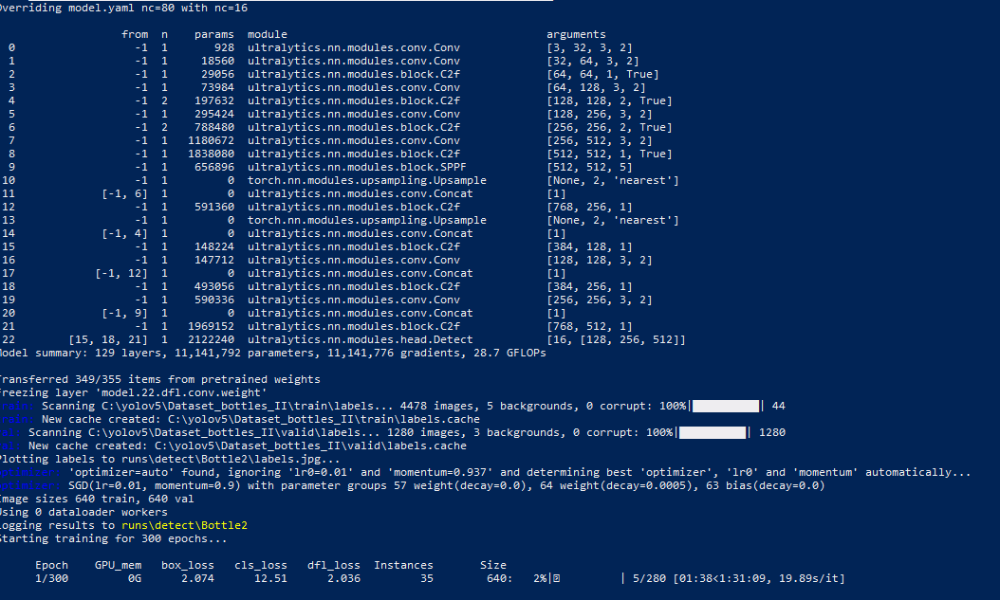 Overriding model.yaml nc=80 with nc=16
from n params module arguments
0 -1 1 928 ultralytics.nn.modules.conv.Conv [3, 32, 3, 2]
1 -1 1 18560 ultralytics.nn.modules.conv.Conv [32, 64, 3, 2]
2 -1 1 29056 ultralytics.nn.modules.block.C2f [64, 64, 1, True]
3 -1 1 73984 ultralytics.nn.modules.conv.Conv [64, 128, 3, 2]
4 -1 2 197632 ultralytics.nn.modules.block.C2f [128, 128, 2, True]
5 -1 1 295424 ultralytics.nn.modules.conv.Conv [128, 256, 3, 2]
6 -1 2 788480 ultralytics.nn.modules.block.C2f [256, 256, 2, True]
7 -1 1 1180672 ultralytics.nn.modules.conv.Conv [256, 512, 3, 2]
8 -1 1 1838080 ultralytics.nn.modules.block.C2f [512, 512, 1, True]
9 -1 1 656896 ultralytics.nn.modules.block.SPPF [512, 512, 5]
10 -1 1 0 torch.nn.modules.upsampling.Upsample [None, 2, 'nearest']
11 [-1, 6] 1 0 ultralytics.nn.modules.conv.Concat [1]
12 -1 1 591360 ultralytics.nn.modules.block.C2f [768, 256, 1]
13 -1 1 0 torch.nn.modules.upsampling.Upsample [None, 2, 'nearest']
14 [-1, 4] 1 0 ultralytics.nn.modules.conv.Concat [1]
15 -1 1 148224 ultralytics.nn.modules.block.C2f [384, 128, 1]
16 -1 1 147712 ultralytics.nn.modules.conv.Conv [128, 128, 3, 2]
17 [-1, 12] 1 0 ultralytics.nn.modules.conv.Concat [1]
18 -1 1 493056 ultralytics.nn.modules.block.C2f [384, 256, 1]
19 -1 1 590336 ultralytics.nn.modules.conv.Conv [256, 256, 3, 2]
20 [-1, 9] 1 0 ultralytics.nn.modules.conv.Concat [1]
21 -1 1 1969152 ultralytics.nn.modules.block.C2f [768, 512, 1]
22 [15, 18, 21] 1 2122240 ultralytics.nn.modules.head.Detect [16, [128, 256, 512]]
Model summary: 129 layers, 11,141,792 parameters, 11,141,776 gradients, 28.7 GFLOPs
Transferred 349/355 items from pretrained weights
Freezing layer 'model.22.dfl.conv.weight'
train: Scanning C:\yolov5\Dataset_bottles_II\train\labels... 4478 images, 5 backgrounds, 0 corrupt: 100%| | 44
train: New cache created: C:\yolov5\Dataset_bottles_II\train\labels.cache
val: Scanning C:\yolov5\Dataset_bottles_II\valid\labels... 1280 images, 3 backgrounds, 0 corrupt: 100%| | 1280
val: New cache created: C:\yolov5\Dataset_bottles_II\valid\labels.cache
Plotting labels to runs\detect\Bottle2\labels.jpg...
optimizer: 'optimizer=auto' found, ignoring 'lr0=0.01' and 'momentum=0.937' and determining best 'optimizer', 'lr0' and 'momentum' automatically...
optimizer: SGD(lr=0.01, momentum=0.9) with parameter groups 57 weight(decay=0.0), 64 weight(decay=0.0005), 63 bias(decay=0.0)
Image sizes 640 train, 640 val
Using 0 dataloader workers
Logging results to runs\detect\Bottle2
Starting training for 300 epochs...
Epoch GPU_mem box_loss cls_loss dfl_loss Instances Size
1/300 0G 2.074 12.51 2.036 35 640: 2%| | 5/280 [01:38<1:31:09, 19.89s/it]